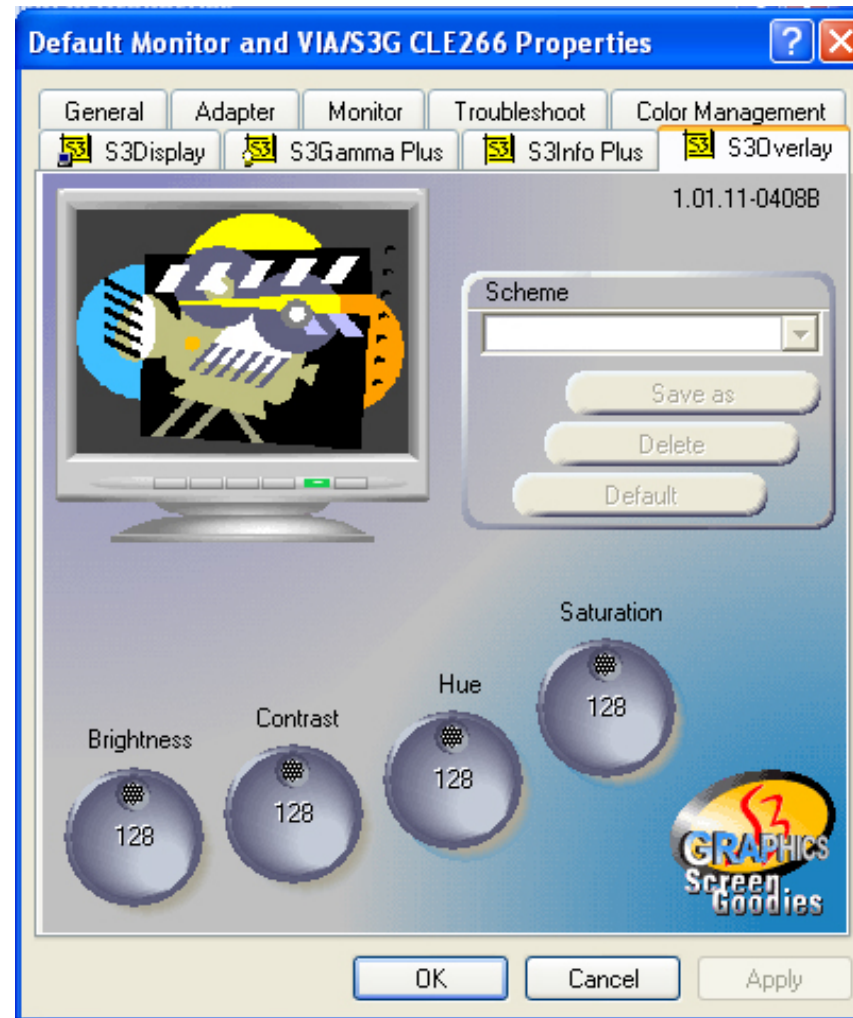 Default Monitor and VIA/S3G CLE266 Properties
General Adapter Monitor Troubleshoot Color Management
S3 S3Display S3 S3Gamma Plus S3 S3Info Plus S3 S3Overlay
1.01.11-0408B
Scheme
Save as
Delete
Default
Saturation
128
Hue
128
Contrast
128
Brightness
128
S3
GRAPHICS
Screen
Goodies
OK Cancel Apply